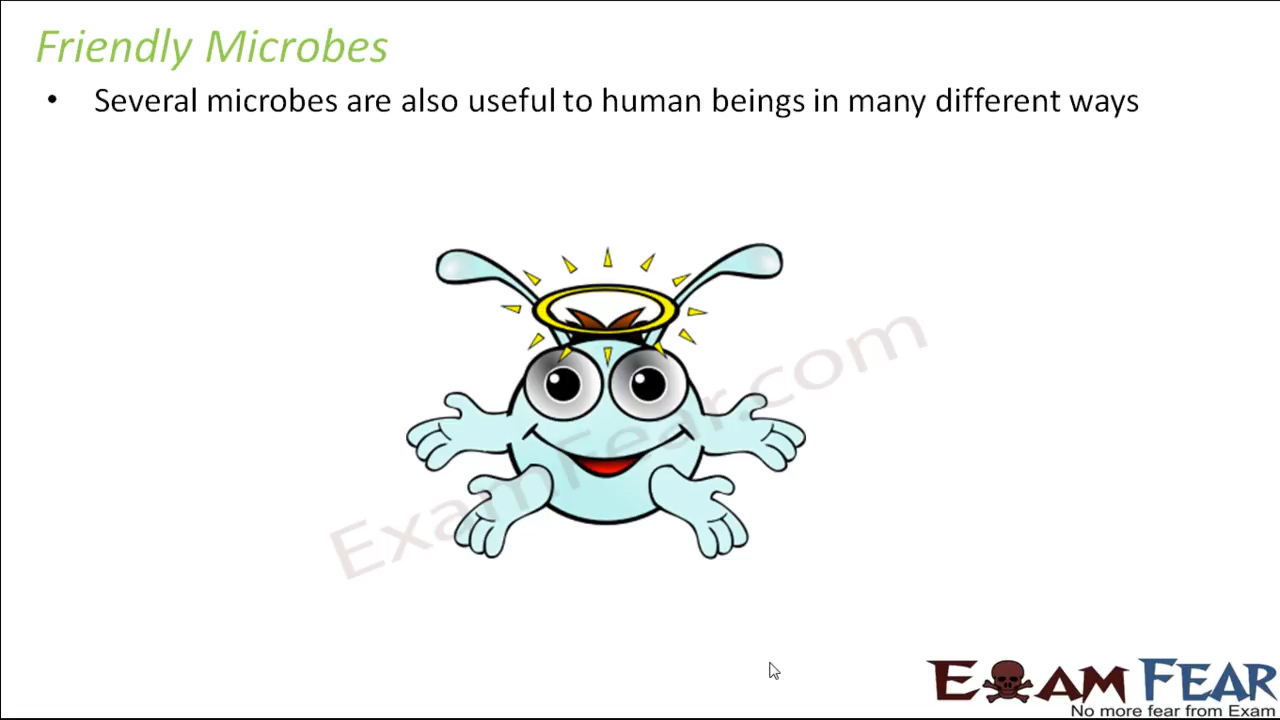 Friendly Microbes
• Several microbes are also useful to human beings in many different ways
ExamFear.com
EXAM FEAR
No more fear from Exam